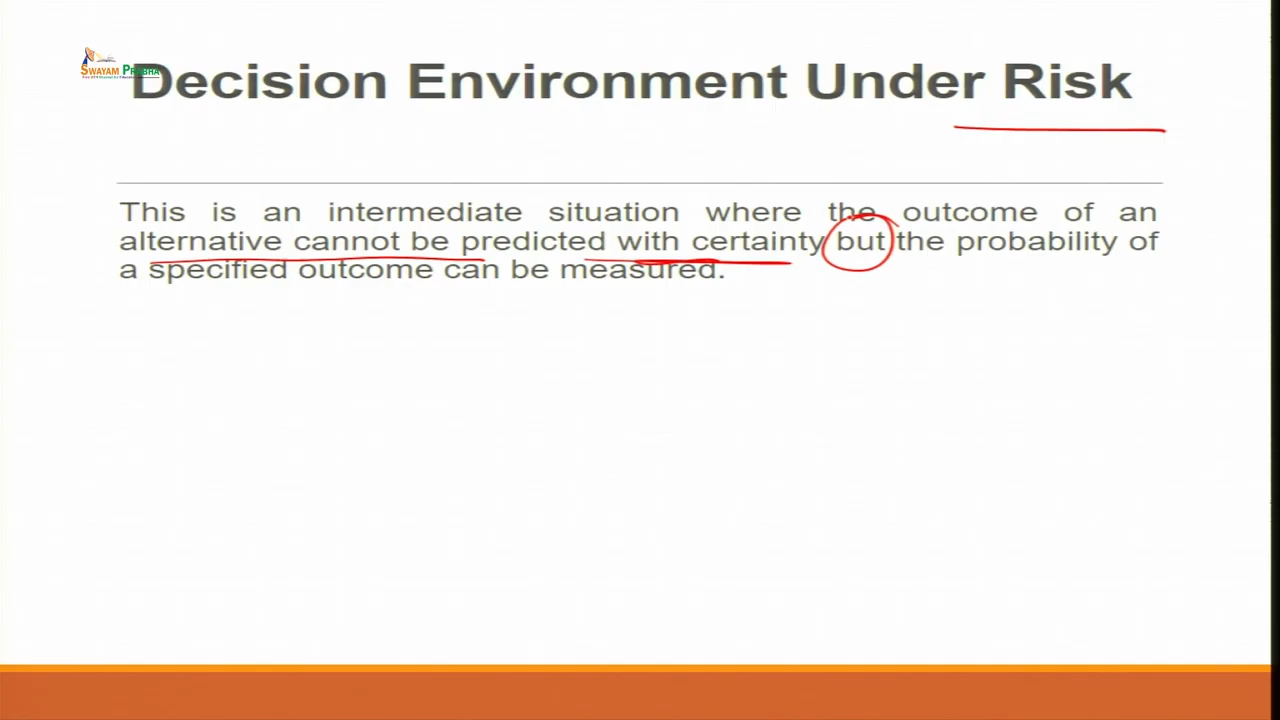 SWAYAM PRABHA
Decision Environment Under Risk
This is an intermediate situation where the outcome of an
alternative cannot be predicted with certainty but the probability of
a specified outcome can be measured.